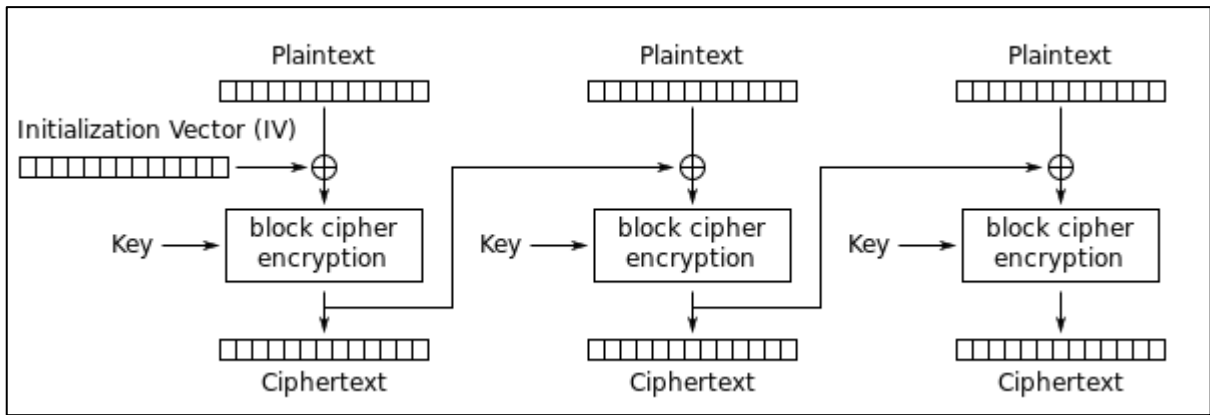 Plaintext
Plaintext
Plaintext
Initialization Vector (IV)
Key
block cipher
encryption
Key
block cipher
encryption
Key
block cipher
encryption
Ciphertext
Ciphertext
Ciphertext